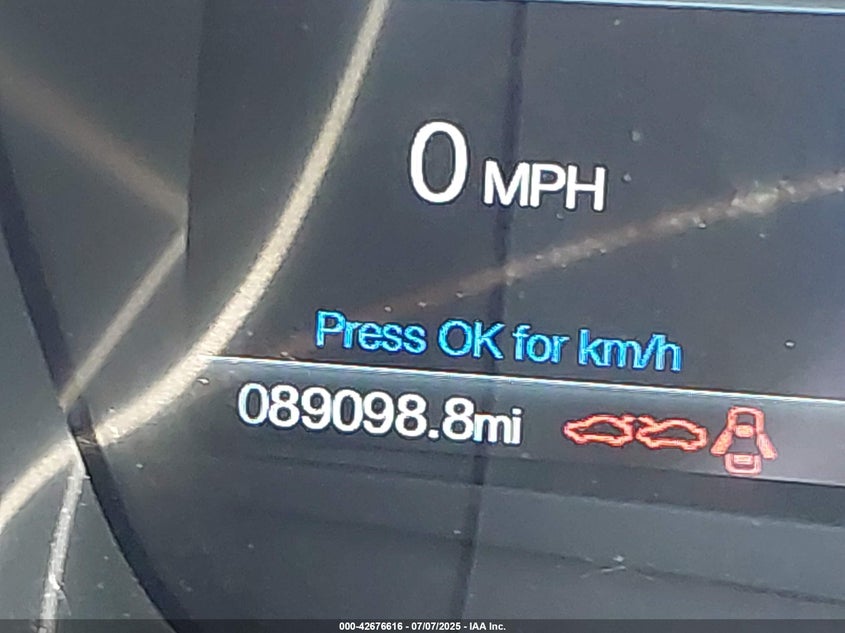 0 MPH
Press OK for km/h
089098.8mi
000-42676616 - 07/07/2025 - IAA Inc.